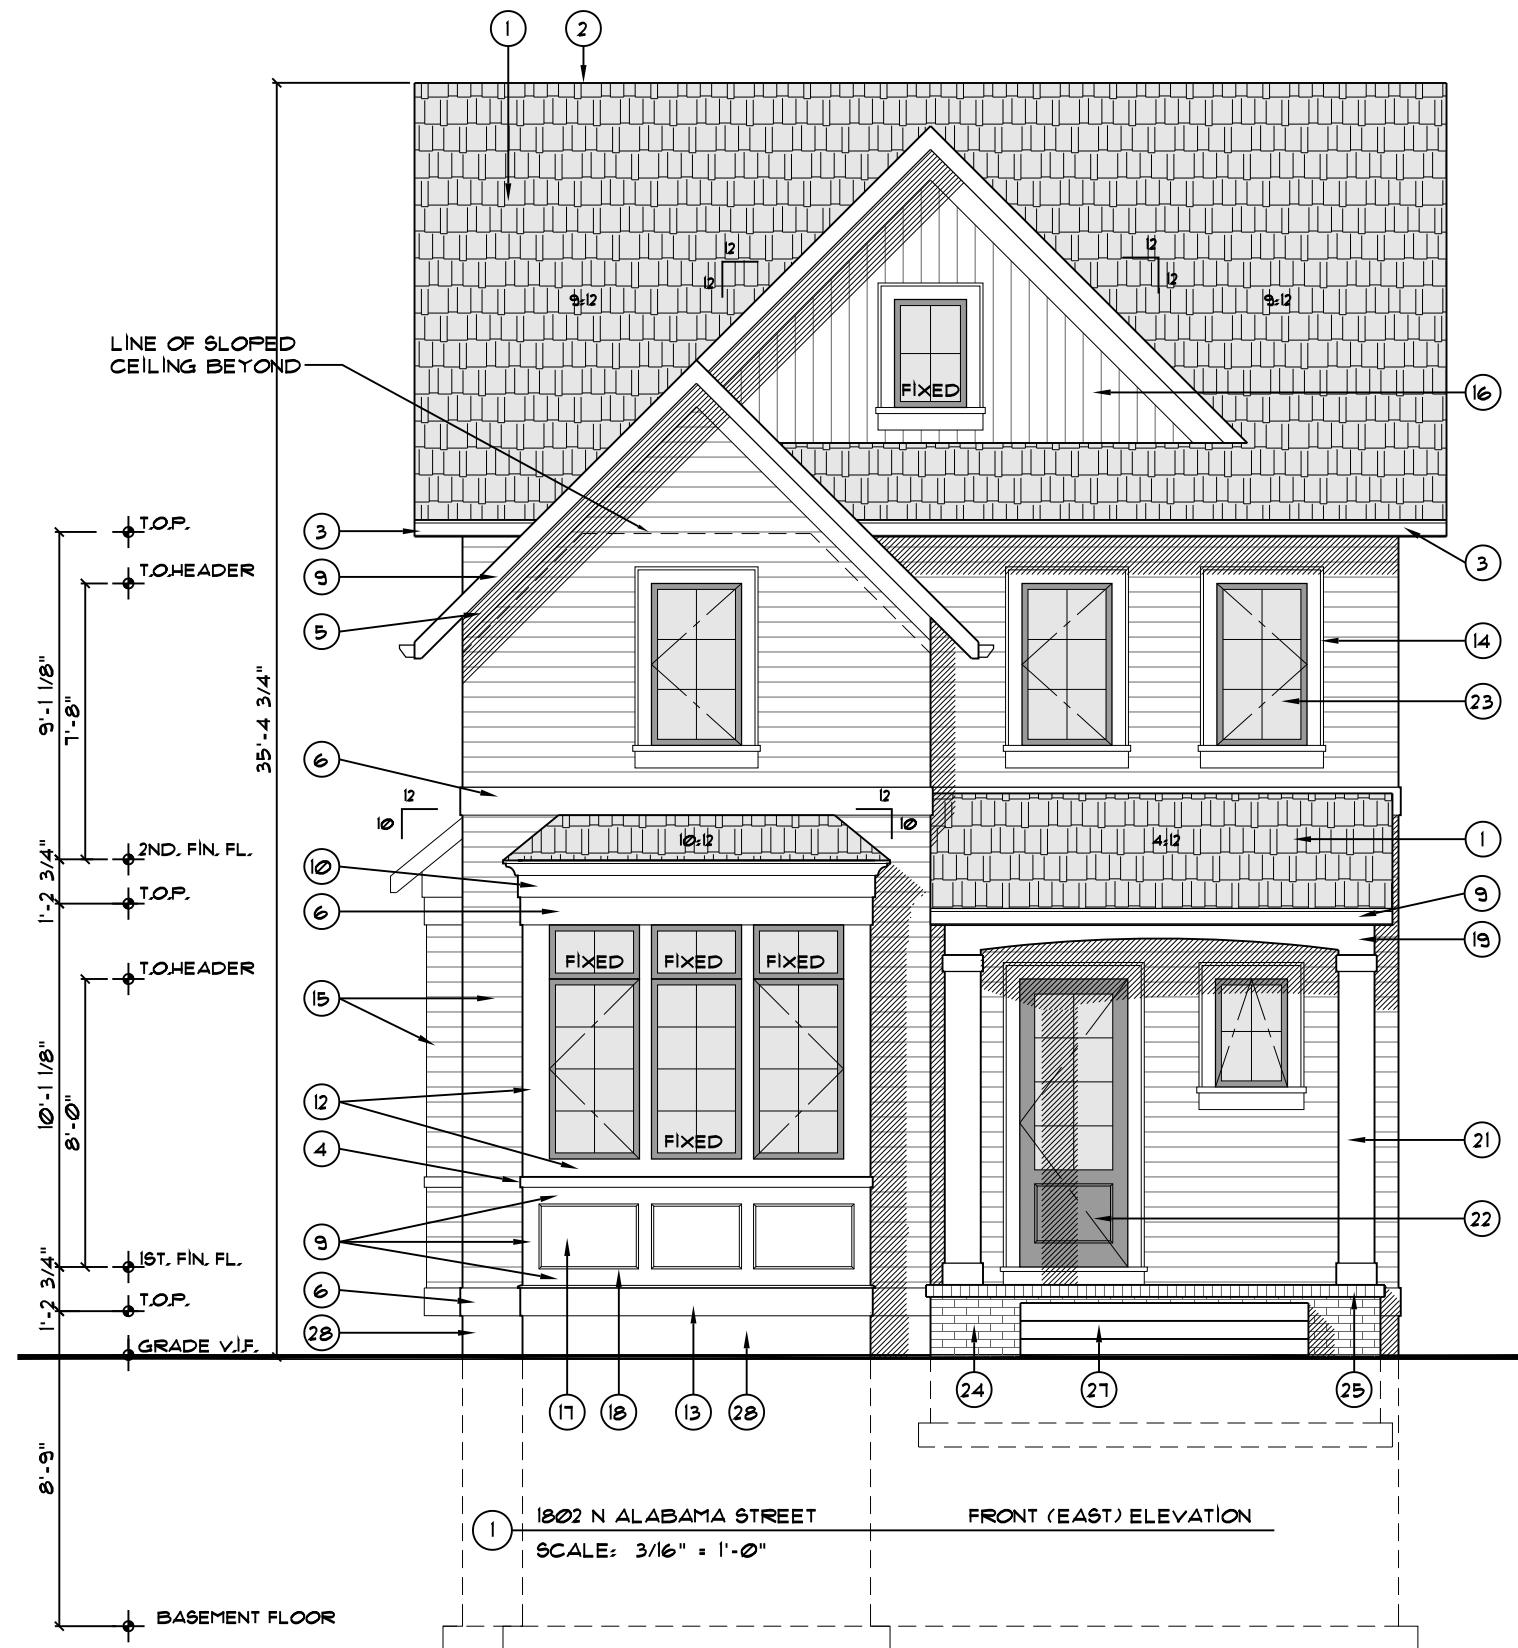 1
2
12
12
12
12
9:12
9:12
LINE OF SLOPED
CEILING BEYOND
FIXED
16
T.O.P.
3
3
T.O.HEADER
9
5
14
9'-1 1/8"
7'-8"
35'-4 3/4"
23
6
12
10
12
10
10:12
4:12
1
2ND. FIN. FL.
1'-2 3/4"
10
T.O.P.
9
6
19
FIXED
FIXED
FIXED
T.O.HEADER
15
10'-1 1/8"
8'-0"
12
FIXED
21
4
22
9
17
1ST. FIN. FL.
1'-2 3/4"
6
T.O.P.
28
GRADE V.I.F.
24
27
25
17
18
13
28
8'-9"
1
1802 N ALABAMA STREET
FRONT (EAST) ELEVATION
SCALE: 3/16" = 1'-0"
BASEMENT FLOOR